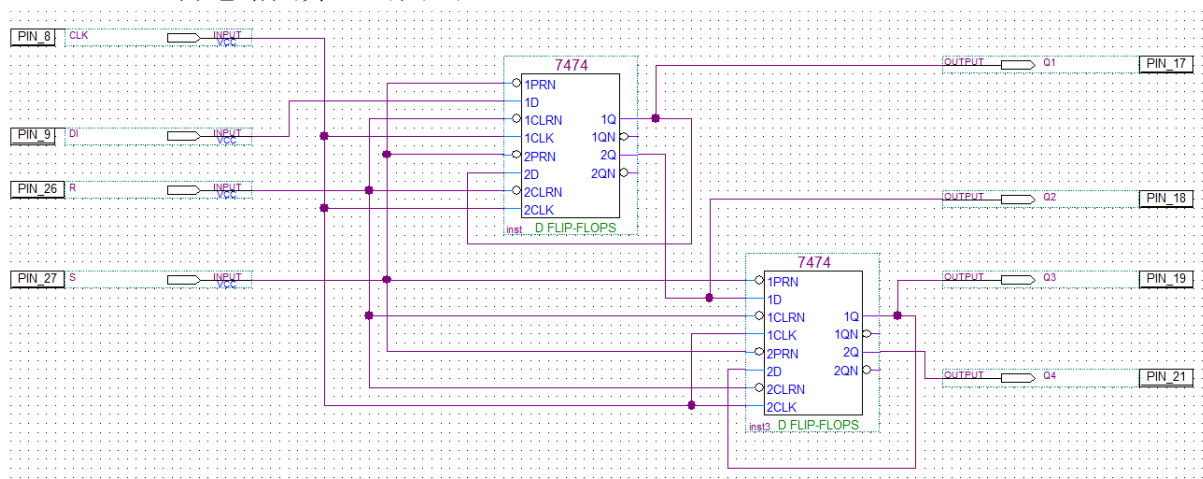 PIN_8 CLK INPUT VCC
OUTPUT Q1 PIN_17
7474
1PRN
1D
1CLRN 1Q
1CLK 1QN
2PRN 2Q
2D 2QN
2CLRN
2CLK
inst D FLIP-FLOPS
PIN_9 DI INPUT VCC
PIN_26 R INPUT VCC
OUTPUT Q2 PIN_18
PIN_27 S INPUT VCC
7474
1PRN
1D
1CLRN 1Q
1CLK 1QN
2PRN 2Q
2D 2QN
2CLRN
2CLK
inst3 D FLIP-FLOPS
OUTPUT Q3 PIN_19
OUTPUT Q4 PIN_21